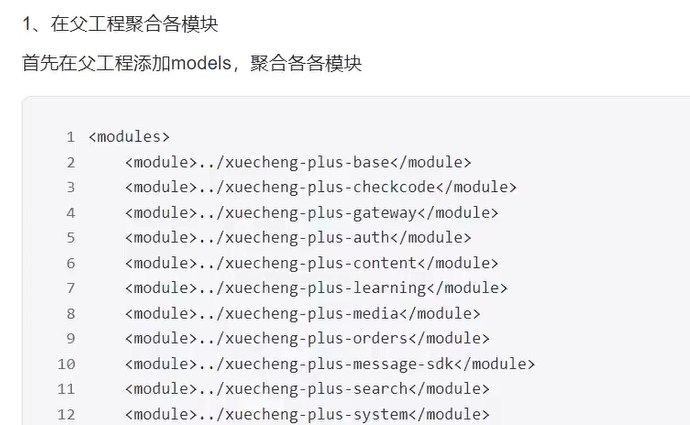 1、在父工程聚合各模块
首先在父工程添加models，聚合各各模块
1 <modules>
2 <module>../xuecheng-plus-base</module>
3 <module>../xuecheng-plus-checkcode</module>
4 <module>../xuecheng-plus-gateway</module>
5 <module>../xuecheng-plus-auth</module>
6 <module>../xuecheng-plus-content</module>
7 <module>../xuecheng-plus-learning</module>
8 <module>../xuecheng-plus-media</module>
9 <module>../xuecheng-plus-orders</module>
10 <module>../xuecheng-plus-message-sdk</module>
11 <module>../xuecheng-plus-search</module>
12 <module>../xuecheng-plus-system</module>